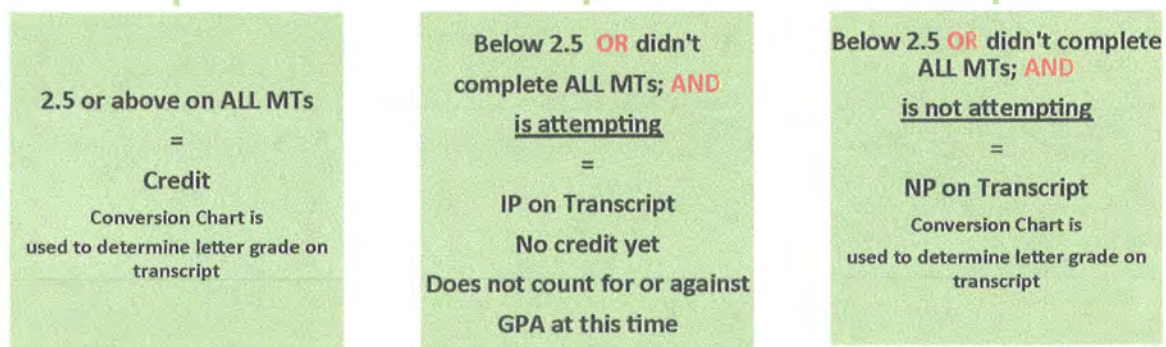 2.5 or above on ALL MTs
=
Credit
Conversion Chart is
used to determine letter grade on
transcript
Below 2.5 OR didn't
complete ALL MTs; AND
is attempting
=
IP on Transcript
No credit yet
Does not count for or against
GPA at this time
Below 2.5 OR didn't complete
ALL MTs; AND
is not attempting
=
NP on Transcript
Conversion Chart is
used to determine letter grade on
transcript